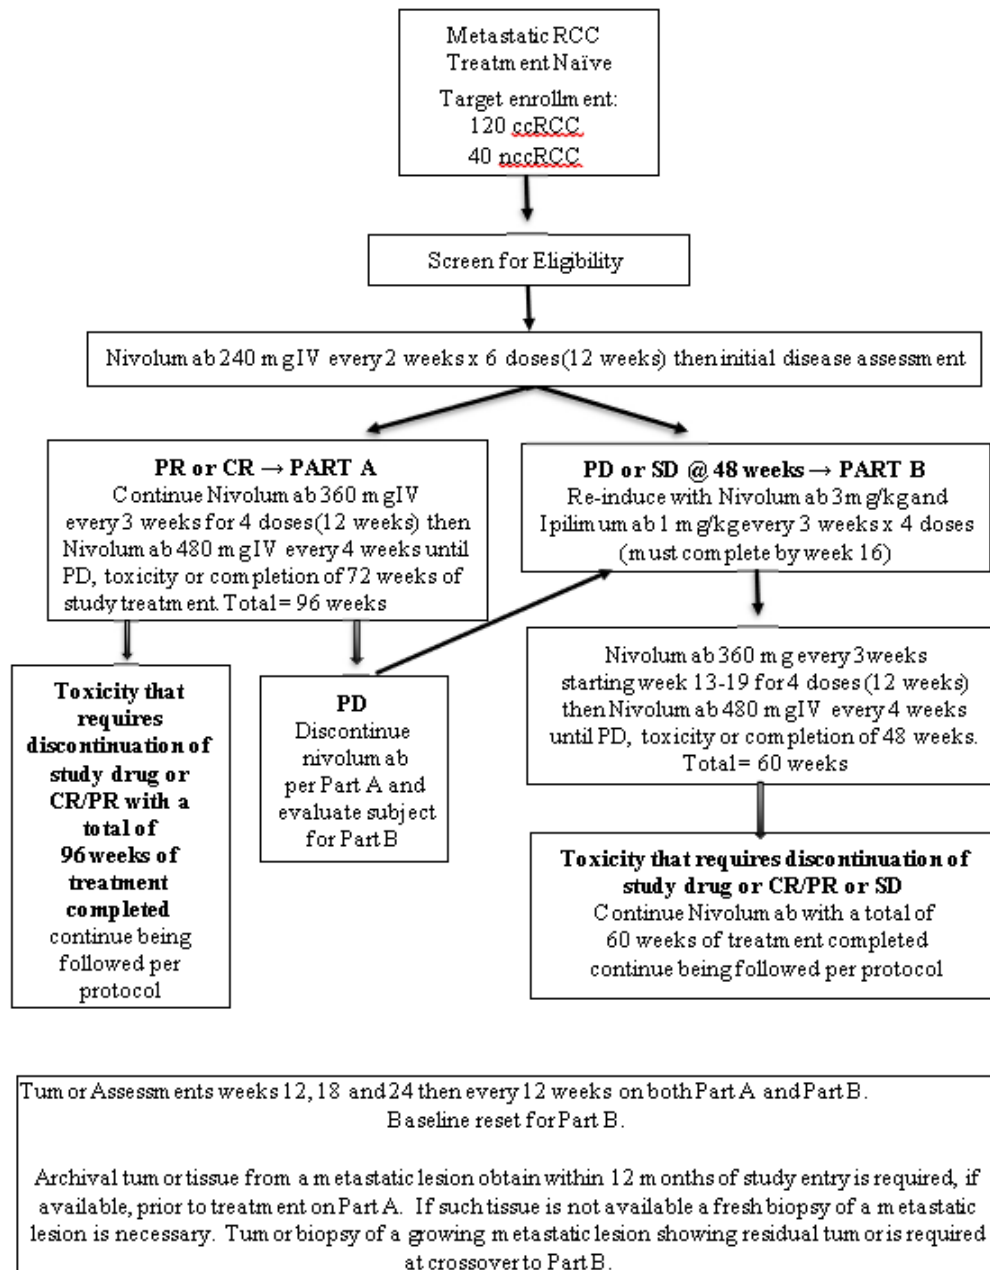 Metastatic RCC
Treatment Naïve
Target enrollment:
120 ccRCC
40 nccRCC
Screen for Eligibility
Nivolumab 240 mg IV every 2 weeks x 6 doses (12 weeks) then initial disease assessment
PR or CR → PART A
Continue Nivolumab 360 mg IV
every 3 weeks for 4 doses (12 weeks) then
Nivolumab 480 mg IV every 4 weeks until
PD, toxicity or completion of 72 weeks of
study treatment. Total = 96 weeks
PD or SD @ 48 weeks → PART B
Re-induce with Nivolumab 3mg/kg and
Ipilimumab 1 mg/kg every 3 weeks x 4 doses
(must complete by week 16)
Toxicity that
requires
discontinuation of
study drug or
CR/PR with a
total of
96 weeks of
treatment
completed
continue being
followed per
protocol
PD
Discontinue
nivolumab
per Part A and
evaluate subject
for Part B
Nivolumab 360 mg every 3 weeks
starting week 13-19 for 4 doses (12 weeks)
then Nivolumab 480 mg IV every 4 weeks
until PD, toxicity or completion of 48 weeks.
Total = 60 weeks
Toxicity that requires discontinuation of
study drug or CR/PR or SD
Continue Nivolumab with a total of
60 weeks of treatment completed
continue being followed per protocol
Tumor Assessments weeks 12, 18 and 24 then every 12 weeks on both Part A and Part B.
Baseline reset for Part B.
Archival tumor tissue from a metastatic lesion obtain within 12 months of study entry is required, if
available, prior to treatment on Part A. If such tissue is not available a fresh biopsy of a metastatic
lesion is necessary. Tumor biopsy of a growing metastatic lesion showing residual tumor is required
at crossover to Part B.